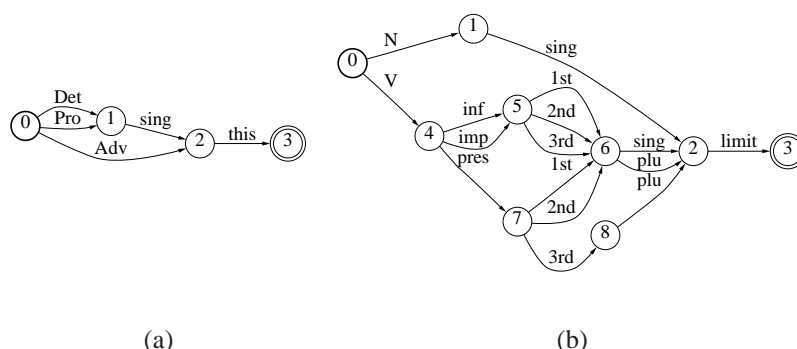 0
Det
Pro
Adv
1
sing
2
this
3
(a)
0
N
V
1
sing
4
inf
imp
pres
5
1st
2nd
3rd
6
1st
2nd
7
3rd
8
sing
plu
plu
2
limit
3
(b)